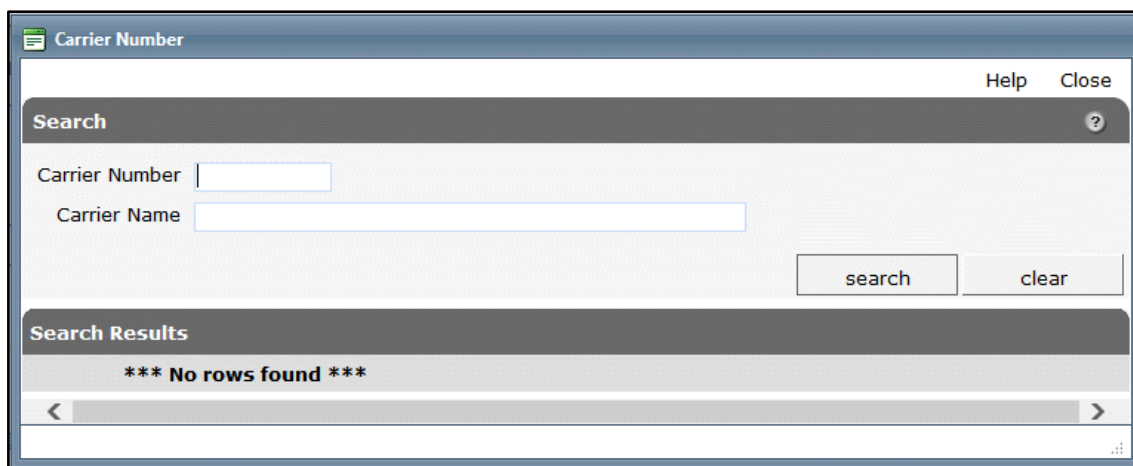 Carrier Number
Help Close
Search ?
Carrier Number
Carrier Name
search clear
Search Results
*** No rows found ***